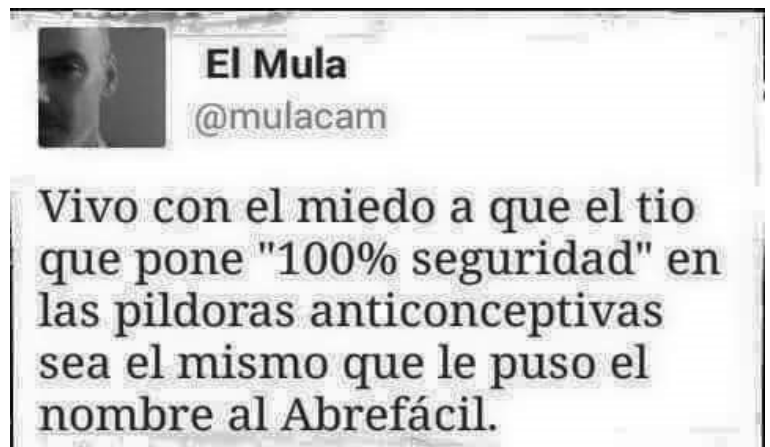 El Mula
@mulacam
Vivo con el miedo a que el tio
que pone "100% seguridad" en
las pildoras anticonceptivas
sea el mismo que le puso el
nombre al Abrefácil.